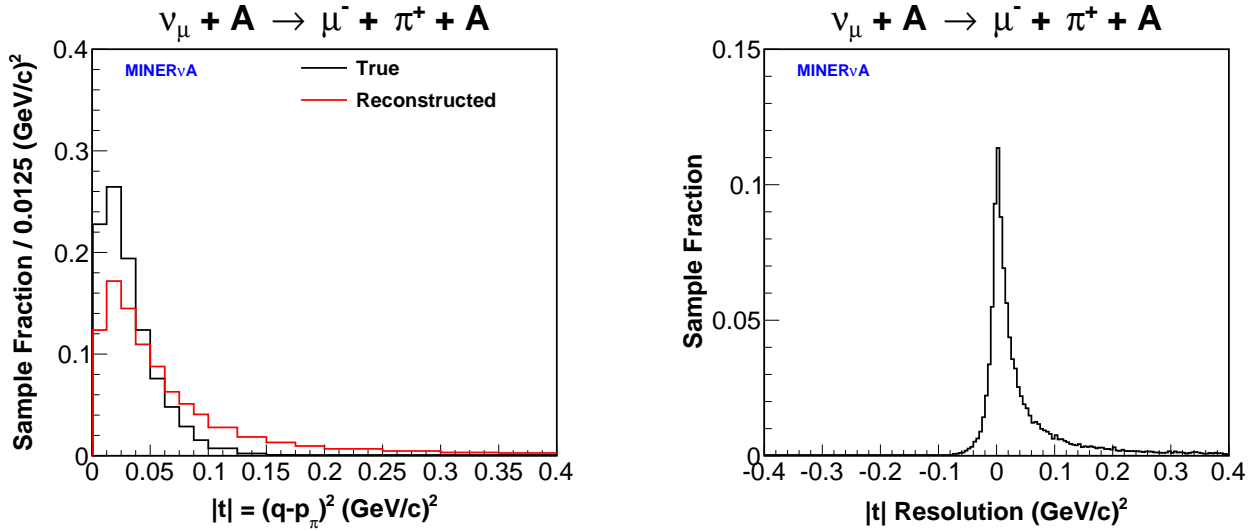 νμ + A → μ- + π+ + A
0.4
0.3
0.2
0.1
0
MINERνA
True
Reconstructed
Sample Fraction / 0.0125 (GeV/c)²
0 0.05 0.1 0.15 0.2 0.25 0.3 0.35 0.4
|t| = (q-pπ)² (GeV/c)²
νμ + A → μ- + π+ + A
0.15
0.1
0.05
0
MINERνA
Sample Fraction
-0.4 -0.3 -0.2 -0.1 0 0.1 0.2 0.3 0.4
|t| Resolution (GeV/c)²